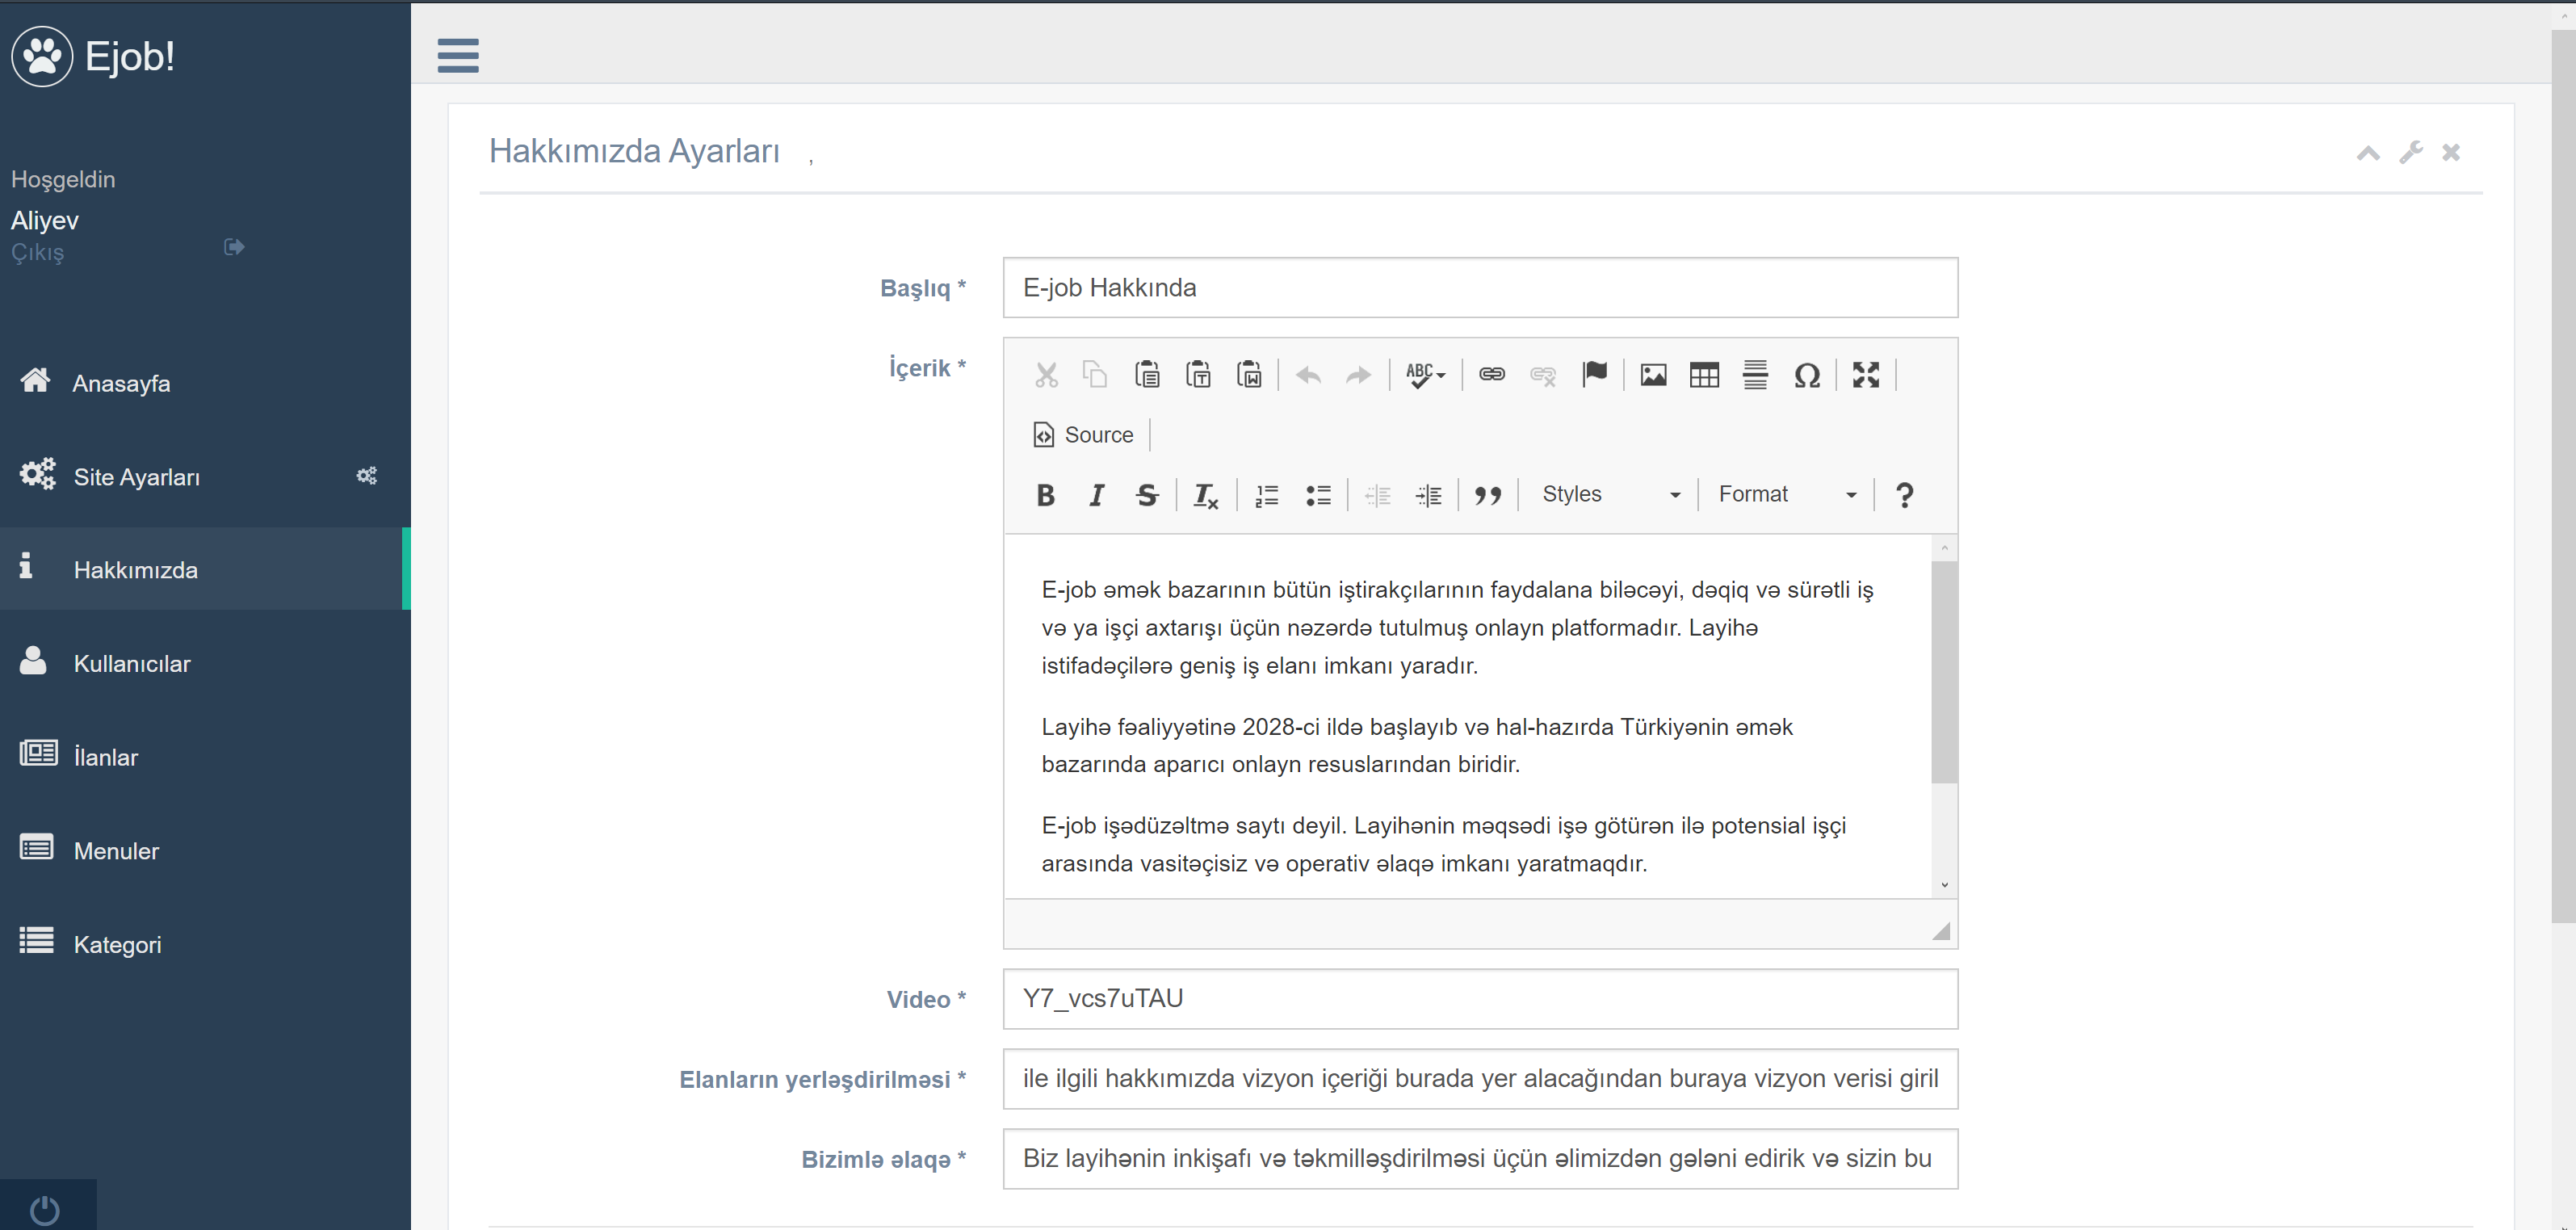 Ejob!
Hoşgeldin
Aliyev
Çıkış
Anasayfa
Site Ayarları
Hakkımızda
Kullanıcılar
İlanlar
Menuler
Kategori
Hakkımızda Ayarları ,
Başlıq *
E-job Hakkında
İçerik *
ABC
Source
B I S Tx
Styles Format ?
E-job əmək bazarının bütün iştirakçılarının faydalana biləcəyi, dəqiq və sürətli iş
və ya işçi axtarışı üçün nəzərdə tutulmuş onlayn platformadır. Layihə
istifadəçilərə geniş iş elanı imkanı yaradır.
Layihə fəaliyyətinə 2028-ci ildə başlayıb və hal-hazırda Türkiyənin əmək
bazarında aparıcı onlayn resuslarından biridir.
E-job işədüzəltmə saytı deyil. Layihənin məqsədi işə götürən ilə potensial işçi
arasında vasitəçisiz və operativ əlaqə imkanı yaratmaqdır.
Video *
Y7_vcs7uTAU
Elanların yerləşdirilməsi *
ile ilgili hakkımızda vizyon içeriği burada yer alacağından buraya vizyon verisi giril
Bizimlə əlaqə *
Biz layihənin inkişafı və təkmilləşdirilməsi üçün əlimizdən gələni edirik və sizin bu